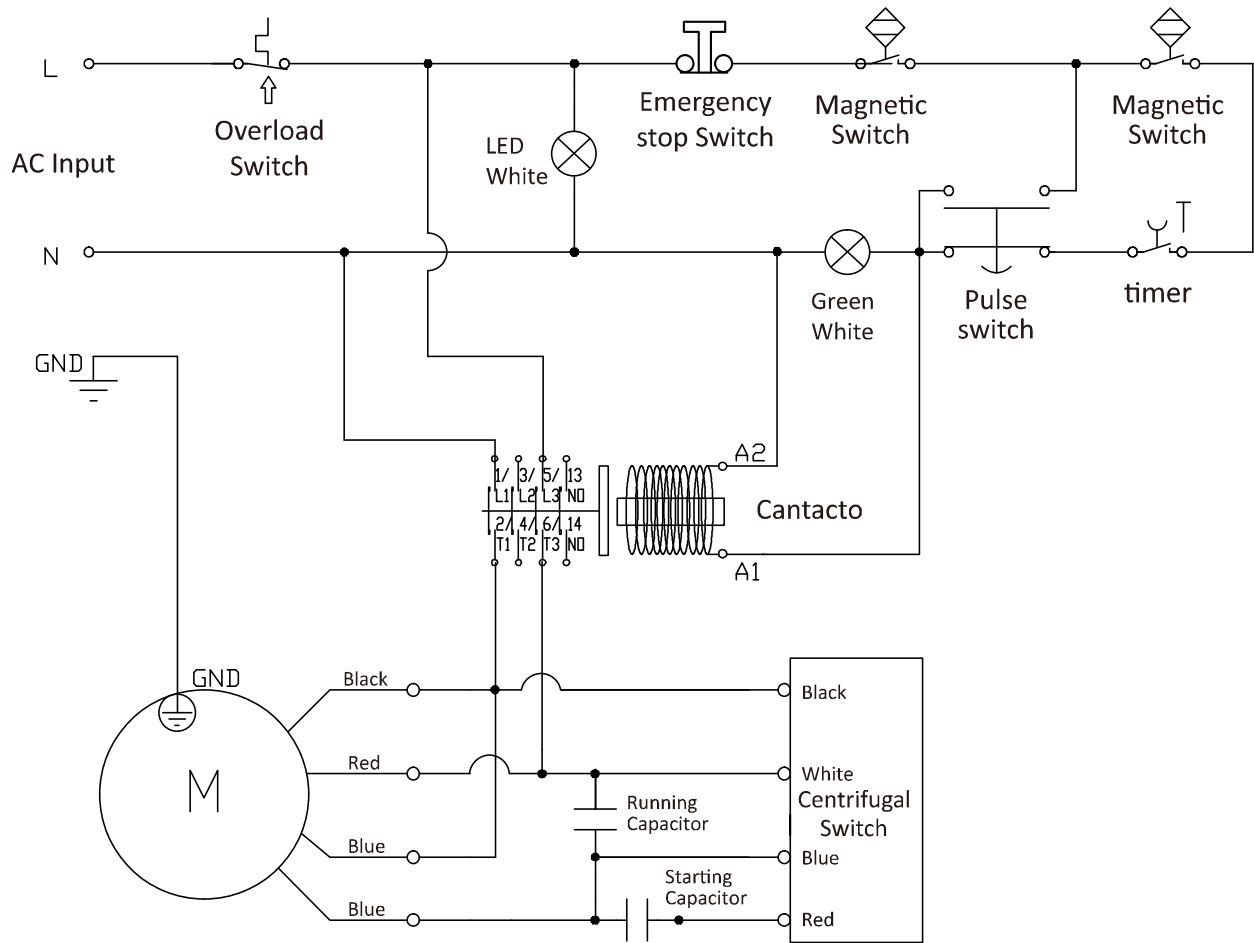 L
Overload
Switch
AC Input
LED
White
Emergency
stop Switch
Magnetic
Switch
Magnetic
Switch
N
Green
White
Pulse
switch
T
timer
GND
1/ 3/ 5/ 13
L1 L2 L3 NO
2/ 4/ 6/ 14
T1 T2 T3 NO
A2
Cantacto
A1
GND
M
Black
Red
Blue
Blue
Running
Capacitor
Starting
Capacitor
Black
White
Centrifugal
Switch
Blue
Red